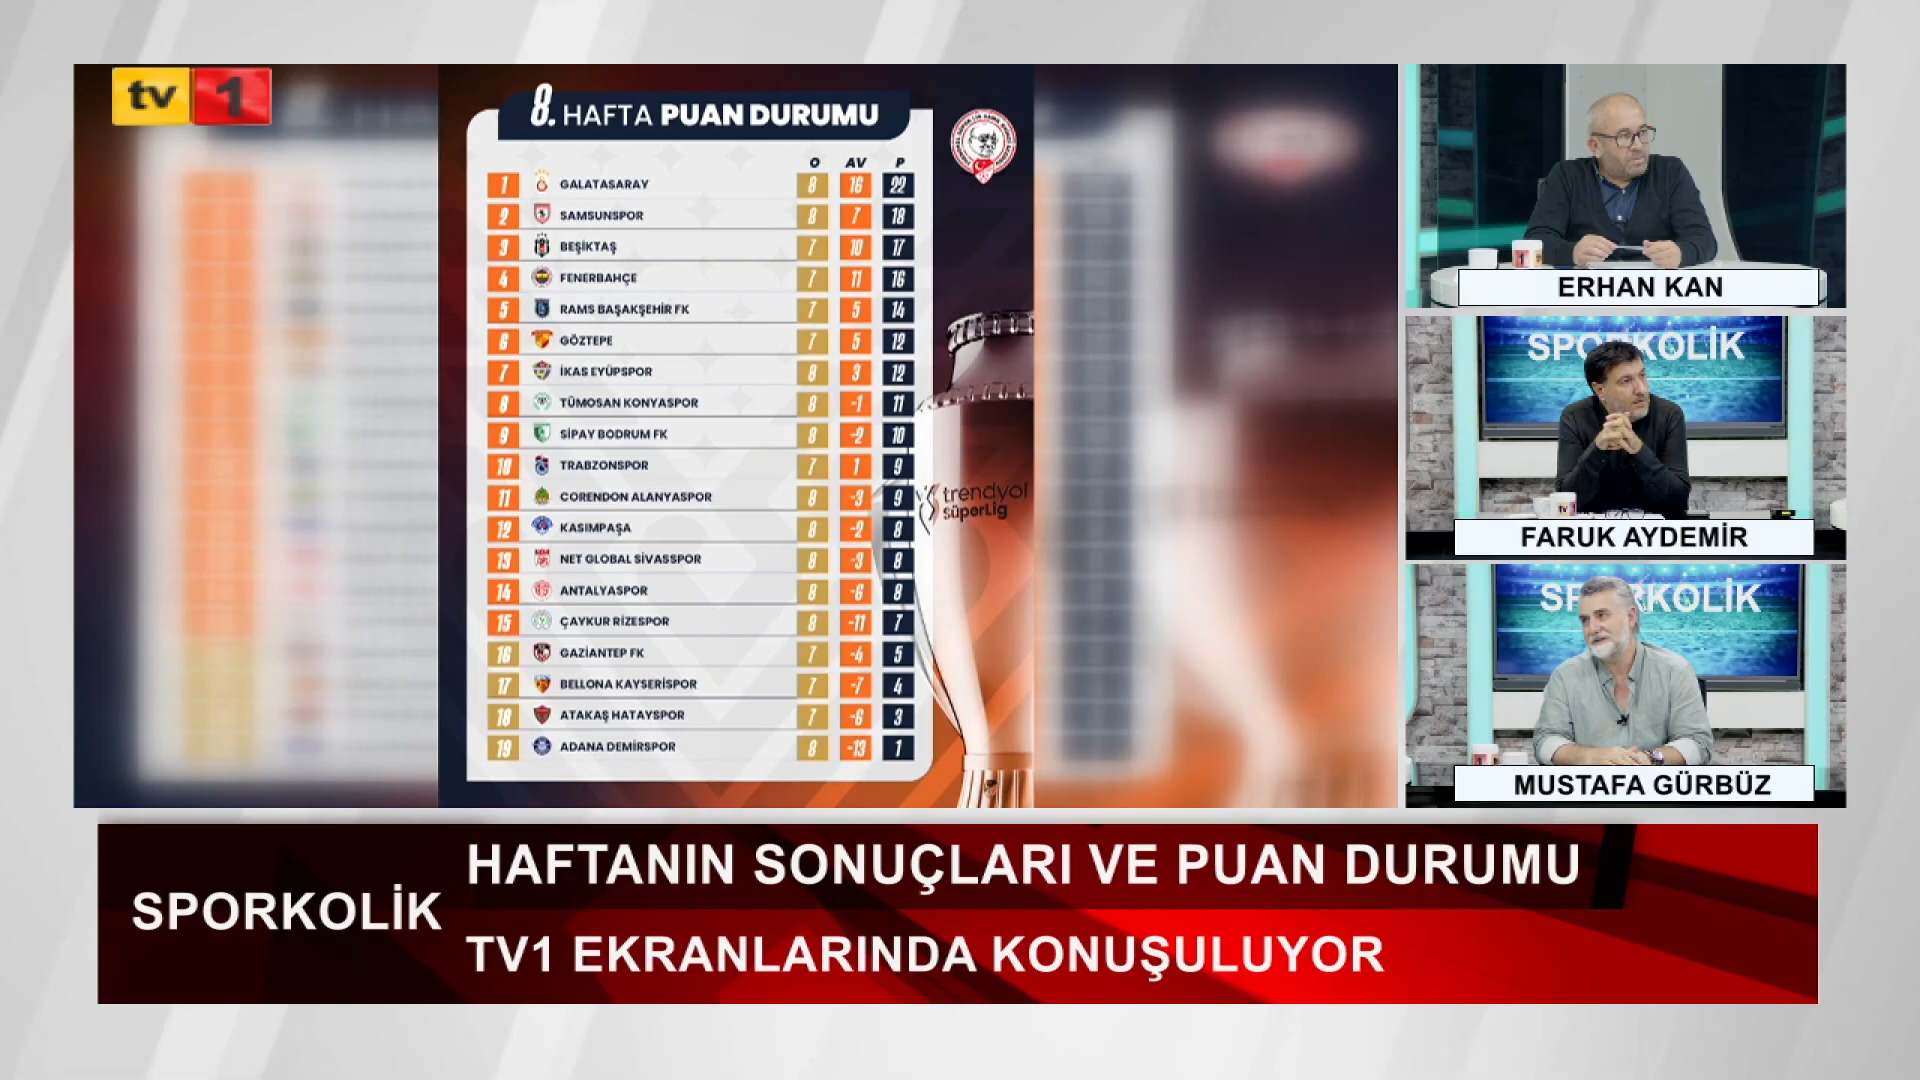 tv 1
8. HAFTA PUAN DURUMU
O AV P
1 GALATASARAY 8 16 22
2 SAMSUNSPOR 8 7 18
3 BEŞİKTAŞ 7 10 17
4 FENERBAHÇE 7 11 16
5 RAMS BAŞAKŞEHİR FK 7 5 14
6 GÖZTEPE 7 5 12
7 İKAS EYÜPSPOR 8 3 12
8 TÜMOSAN KONYASPOR 8 -1 11
9 SİPAY BODRUM FK 8 -2 10
10 TRABZONSPOR 7 1 9
11 CORENDON ALANYASPOR 8 -3 9
12 KASIMPAŞA 8 -2 8
13 NET GLOBAL SİVASSPOR 8 -3 8
14 ANTALYASPOR 8 -6 8
15 ÇAYKUR RİZESPOR 8 -11 7
16 GAZİANTEP FK 7 -4 5
17 BELLONA KAYSERİSPOR 7 -7 4
18 ATAKAŞ HATAYSPOR 7 -6 3
19 ADANA DEMİRSPOR 8 -13 1
trendyol
süperLig
ERHAN KAN
SPORKOLİK
FARUK AYDEMİR
SPORKOLİK
MUSTAFA GÜRBÜZ
SPORKOLİK
HAFTANIN SONUÇLARI VE PUAN DURUMU
TV1 EKRANLARINDA KONUŞULUYOR